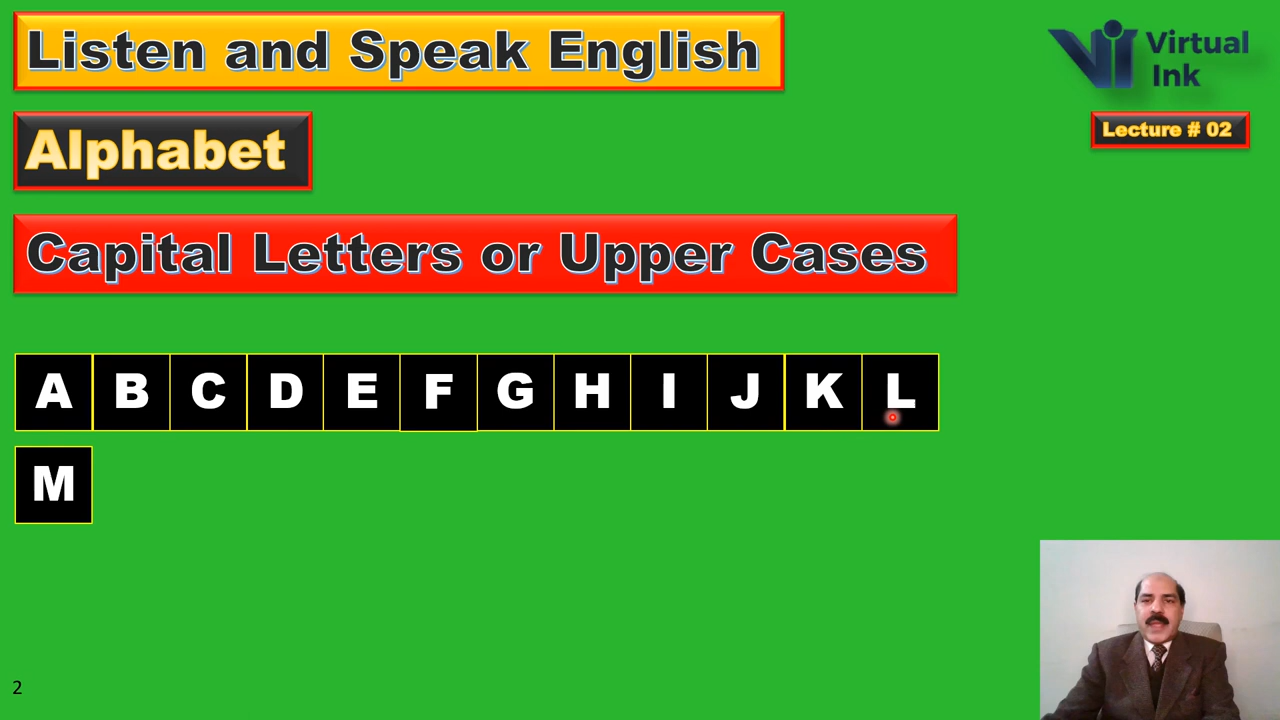 Listen and Speak English
Virtual
Ink
Alphabet
Lecture # 02
Capital Letters or Upper Cases
A B C D E F G H I J K L
M
2